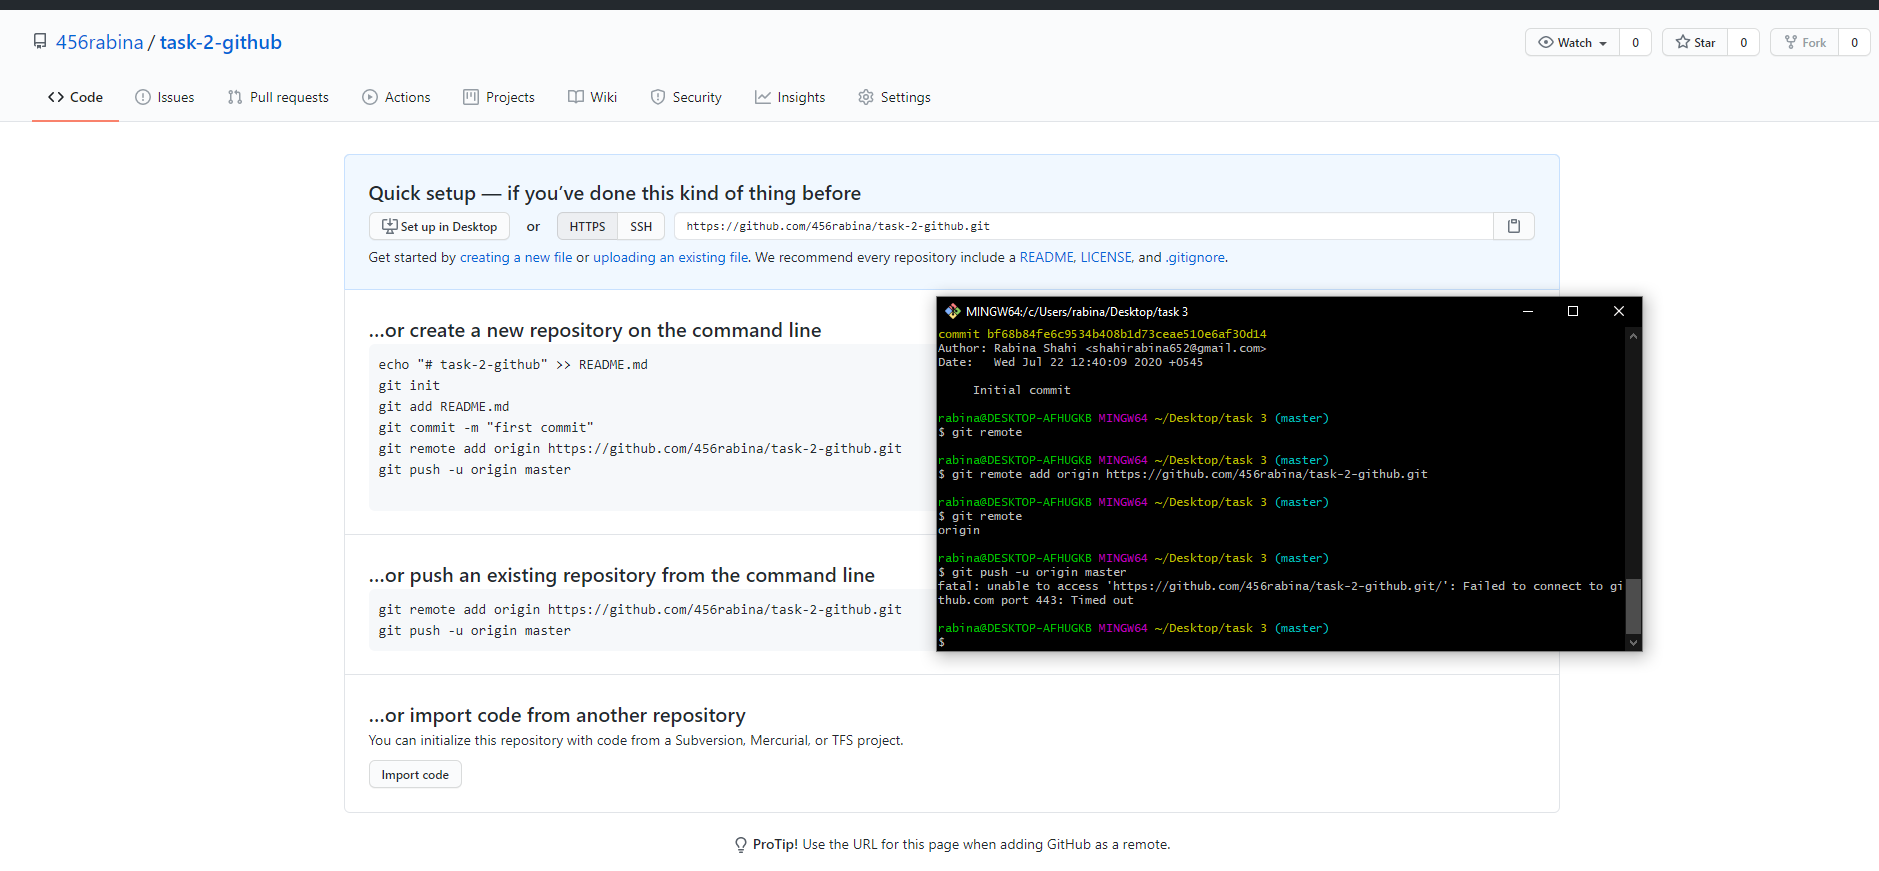 456rabina / task-2-github
Watch 0 Star 0 Fork 0
Code Issues Pull requests Actions Projects Wiki Security Insights Settings
Quick setup — if you’ve done this kind of thing before
Set up in Desktop or HTTPS SSH https://github.com/456rabina/task-2-github.git
Get started by creating a new file or uploading an existing file. We recommend every repository include a README, LICENSE, and .gitignore.
…or create a new repository on the command line
echo "# task-2-github" >> README.md
git init
git add README.md
git commit -m "first commit"
git remote add origin https://github.com/456rabina/task-2-github.git
git push -u origin master
…or push an existing repository from the command line
git remote add origin https://github.com/456rabina/task-2-github.git
git push -u origin master
…or import code from another repository
You can initialize this repository with code from a Subversion, Mercurial, or TFS project.
Import code
ProTip! Use the URL for this page when adding GitHub as a remote.
MINGW64:/c/Users/rabina/Desktop/task 3
commit bf68b84fe6c9534b408b1d73ceae510e6af30d14
Author: Rabina Shahi <shahirabina652@gmail.com>
Date:   Wed Jul 22 12:40:09 2020 +0545
Initial commit
rabina@DESKTOP-AFHUGKB MINGW64 ~/Desktop/task 3 (master)
$ git remote
rabina@DESKTOP-AFHUGKB MINGW64 ~/Desktop/task 3 (master)
$ git remote add origin https://github.com/456rabina/task-2-github.git
rabina@DESKTOP-AFHUGKB MINGW64 ~/Desktop/task 3 (master)
$ git remote
origin
rabina@DESKTOP-AFHUGKB MINGW64 ~/Desktop/task 3 (master)
$ git push -u origin master
fatal: unable to access 'https://github.com/456rabina/task-2-github.git/': Failed to connect to gi
thub.com port 443: Timed out
rabina@DESKTOP-AFHUGKB MINGW64 ~/Desktop/task 3 (master)
$